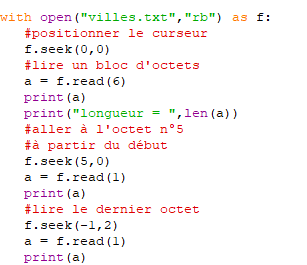 with open("villes.txt","rb") as f:
#positionner le curseur
f.seek(0,0)
#lire un bloc d'octets
a = f.read(6)
print(a)
print("longueur = ",len(a))
#aller à l'octet n°5
#à partir du début
f.seek(5,0)
a = f.read(1)
print(a)
#lire le dernier octet
f.seek(-1,2)
a = f.read(1)
print(a)